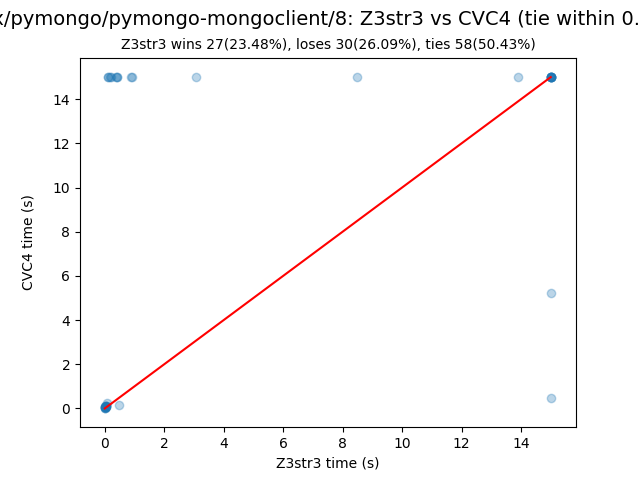 x/pymongo/pymongo-mongoclient/8: Z3str3 vs CVC4 (tie within 0.
Z3str3 wins 27(23.48%), loses 30(26.09%), ties 58(50.43%)
14
12
10
8
6
4
2
0
CVC4 time (s)
0 2 4 6 8 10 12 14
Z3str3 time (s)